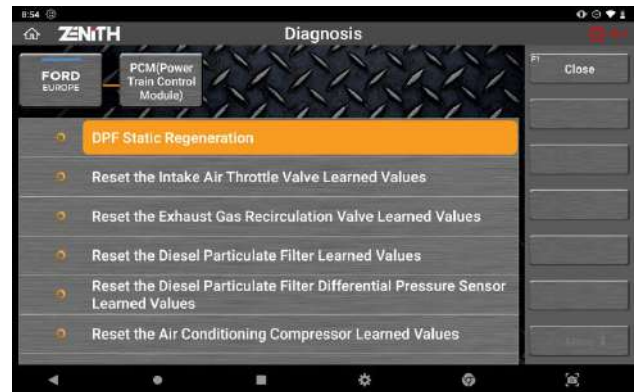 8:54
ZENITH
Diagnosis
FORD
EUROPE
PCM(Power
Train Control
Module)
F1
Close
DPF Static Regeneration
Reset the Intake Air Throttle Valve Learned Values
Reset the Exhaust Gas Recirculation Valve Learned Values
Reset the Diesel Particulate Filter Learned Values
Reset the Diesel Particulate Filter Differential Pressure Sensor
Learned Values
Reset the Air Conditioning Compressor Learned Values